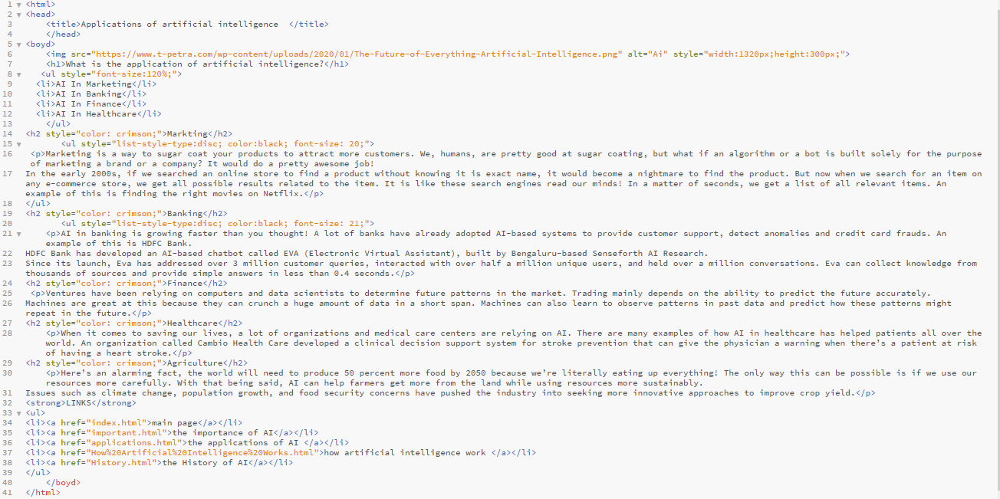 1 ▼ <html>
2 ▼ <head>
3 <title>Applications of artificial intelligence  </title>
4 </head>
5 ▼ <boyd>
6 <img src="https://www.t-petra.com/wp-content/uploads/2020/01/The-Future-of-Everything-Artificial-Intelligence.png" alt="Ai" style="width:1320px;height:300px;">
7 <h1>What is the application of artificial intelligence?</h1>
8 ▼ <ul style="font-size:120%;">
9 <li>AI In Marketing</li>
10 <li>AI In Banking</li>
11 <li>AI In Finance</li>
12 <li>AI In Healthcare</li>
13 </ul>
14 <h2 style="color: crimson;">Markting</h2>
15 ▼ <ul style="list-style-type:disc; color:black; font-size: 20;">
16 <p>Marketing is a way to sugar coat your products to attract more customers. We, humans, are pretty good at sugar coating, but what if an algorithm or a bot is built solely for the purpose
of marketing a brand or a company? It would do a pretty awesome job!
17 In the early 2000s, if we searched an online store to find a product without knowing it is exact name, it would become a nightmare to find the product. But now when we search for an item on
any e-commerce store, we get all possible results related to the item. It is like these search engines read our minds! In a matter of seconds, we get a list of all relevant items. An
example of this is finding the right movies on Netflix.</p>
18 </ul>
19 <h2 style="color: crimson;">Banking</h2>
20 <ul style="list-style-type:disc; color:black; font-size: 21;">
21 ▼ <p>AI in banking is growing faster than you thought! A lot of banks have already adopted AI-based systems to provide customer support, detect anomalies and credit card frauds. An
example of this is HDFC Bank.
22 HDFC Bank has developed an AI-based chatbot called EVA (Electronic Virtual Assistant), built by Bengaluru-based Senseforth AI Research.
23 Since its launch, Eva has addressed over 3 million customer queries, interacted with over half a million unique users, and held over a million conversations. Eva can collect knowledge from
thousands of sources and provide simple answers in less than 0.4 seconds.</p>
24 <h2 style="color: crimson;">Finance</h2>
25 <p>Ventures have been relying on computers and data scientists to determine future patterns in the market. Trading mainly depends on the ability to predict the future accurately.
26 Machines are great at this because they can crunch a huge amount of data in a short span. Machines can also learn to observe patterns in past data and predict how these patterns might
repeat in the future.</p>
27 <h2 style="color: crimson;">Healthcare</h2>
28 <p>When it comes to saving our lives, a lot of organizations and medical care centers are relying on AI. There are many examples of how AI in healthcare has helped patients all over the
world. An organization called Cambio Health Care developed a clinical decision support system for stroke prevention that can give the physician a warning when there's a patient at risk
of having a heart stroke.</p>
29 <h2 style="color: crimson;">Agriculture</h2>
30 <p>Here's an alarming fact, the world will need to produce 50 percent more food by 2050 because we're literally eating up everything! The only way this can be possible is if we use our
resources more carefully. With that being said, AI can help farmers get more from the land while using resources more sustainably.
31 Issues such as climate change, population growth, and food security concerns have pushed the industry into seeking more innovative approaches to improve crop yield.</p>
32 <strong>LINKS</strong>
33 ▼ <ul>
34 <li><a href="index.html">main page</a></li>
35 <li><a href="important.html">the importance of AI</a></li>
36 <li><a href="applications.html">the applications of AI </a></li>
37 <li><a href="How%20Artificial%20Intelligence%20Works.html">how artificial intelligence work </a></li>
38 <li><a href="History.html">the History of AI</a></li>
39 </ul>
40 </boyd>
41 </html>